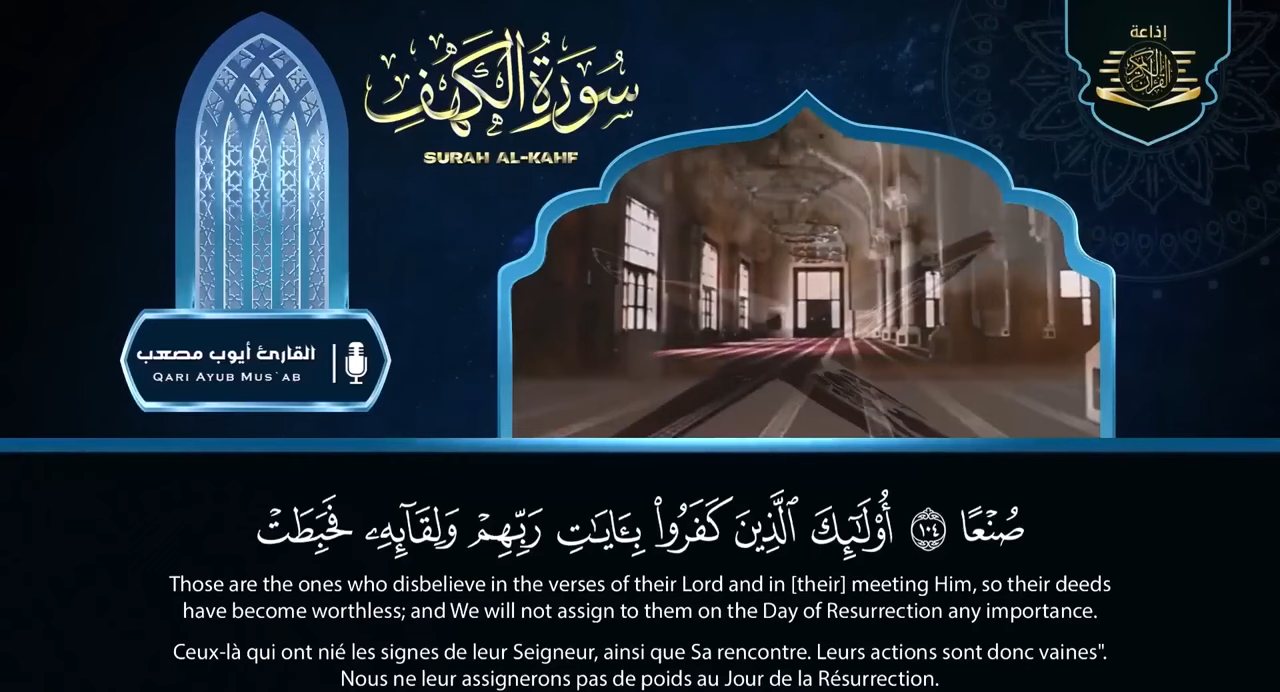 سُورَةُ الْكَهْفِ
SURAH AL-KAHF
إذاعة
القرآن الكريم
القارئ أيوب مصعب
QARI AYUB MUS`AB
صُنۡعًا ١٠٤ أُوْلَـٰٓئِكَ ٱلَّذِينَ كَفَرُواْ بِـَٔايَـٰتِ رَبِّهِمۡ وَلِقَآئِهِۦ فَحَبِطَتۡ
Those are the ones who disbelieve in the verses of their Lord and in [their] meeting Him, so their deeds
have become worthless; and We will not assign to them on the Day of Resurrection any importance.
Ceux-là qui ont nié les signes de leur Seigneur, ainsi que Sa rencontre. Leurs actions sont donc vaines".
Nous ne leur assignerons pas de poids au Jour de la Résurrection.